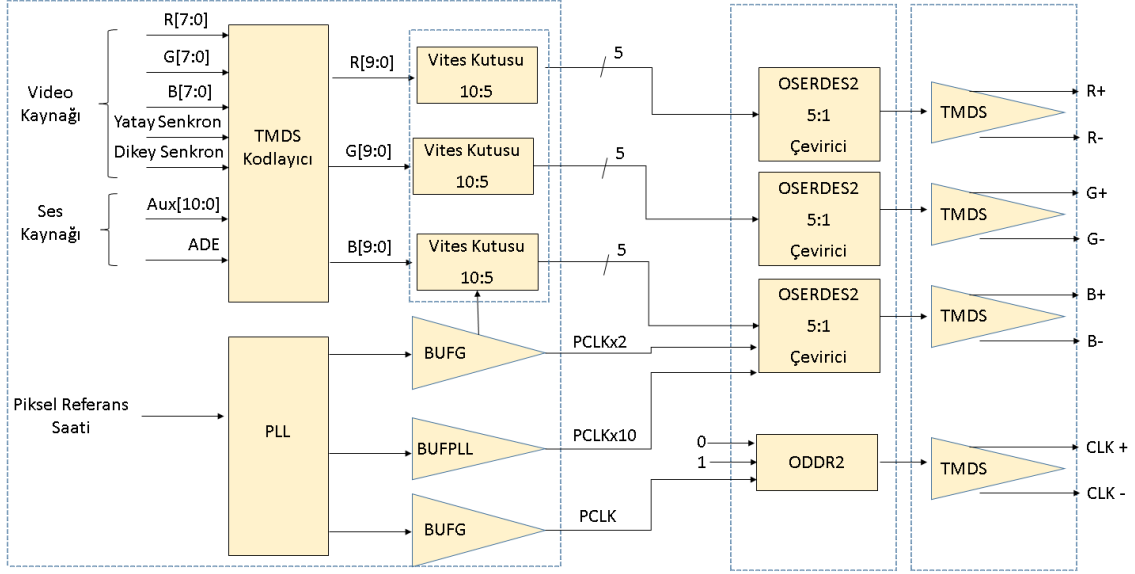 R[7:0]
G[7:0]
B[7:0]
Yatay Senkron
Dikey Senkron
Video
Kaynağı
Aux[10:0]
ADE
Ses
Kaynağı
TMDS
Kodlayıcı
R[9:0]
G[9:0]
B[9:0]
Vites Kutusu
10:5
Vites Kutusu
10:5
Vites Kutusu
10:5
5
5
5
OSERDES2
5:1
Çevirici
OSERDES2
5:1
Çevirici
OSERDES2
5:1
Çevirici
TMDS
R+
R-
TMDS
G+
G-
TMDS
B+
B-
Piksel Referans
Saati
PLL
BUFG
PCLKx2
BUFPLL
PCLKx10
BUFG
PCLK
0
1
ODDR2
TMDS
CLK +
CLK -